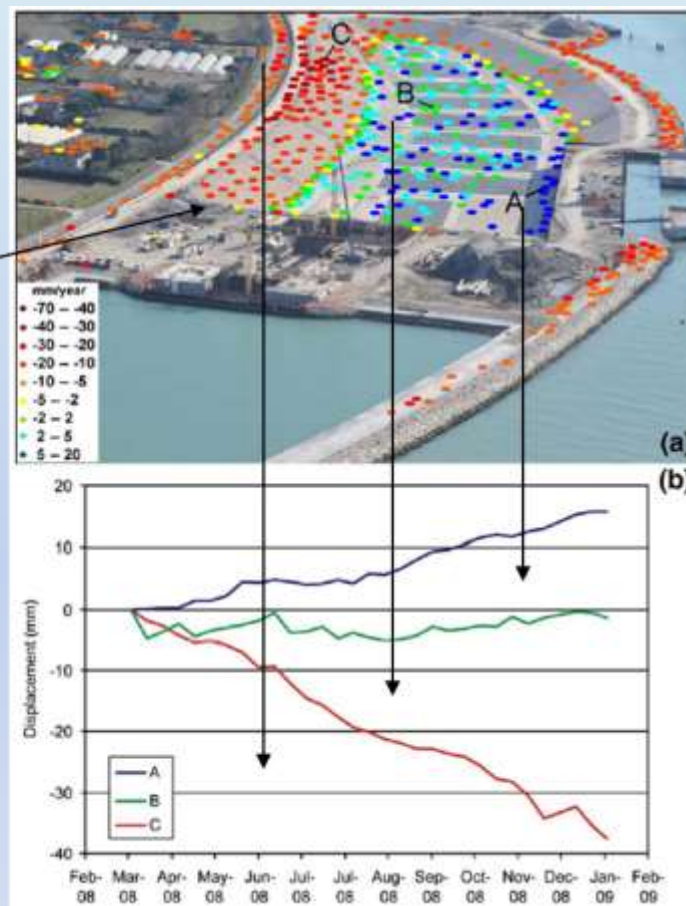 C
B
A
mm/year
-70 – -40
-40 – -30
-30 – -20
-20 – -10
-10 – -5
-5 – -2
-2 – 2
2 – 5
5 – 20
(a)
(b)
20
10
0
-10
-20
-30
-40
Displacement (mm)
A
B
C
Feb- Mar- Apr- May- Jun- Jul- Jul- Aug- Sep- Oct- Nov- Dec- Jan- Feb-
08 08 08 08 08 08 08 08 08 08 08 08 09 09